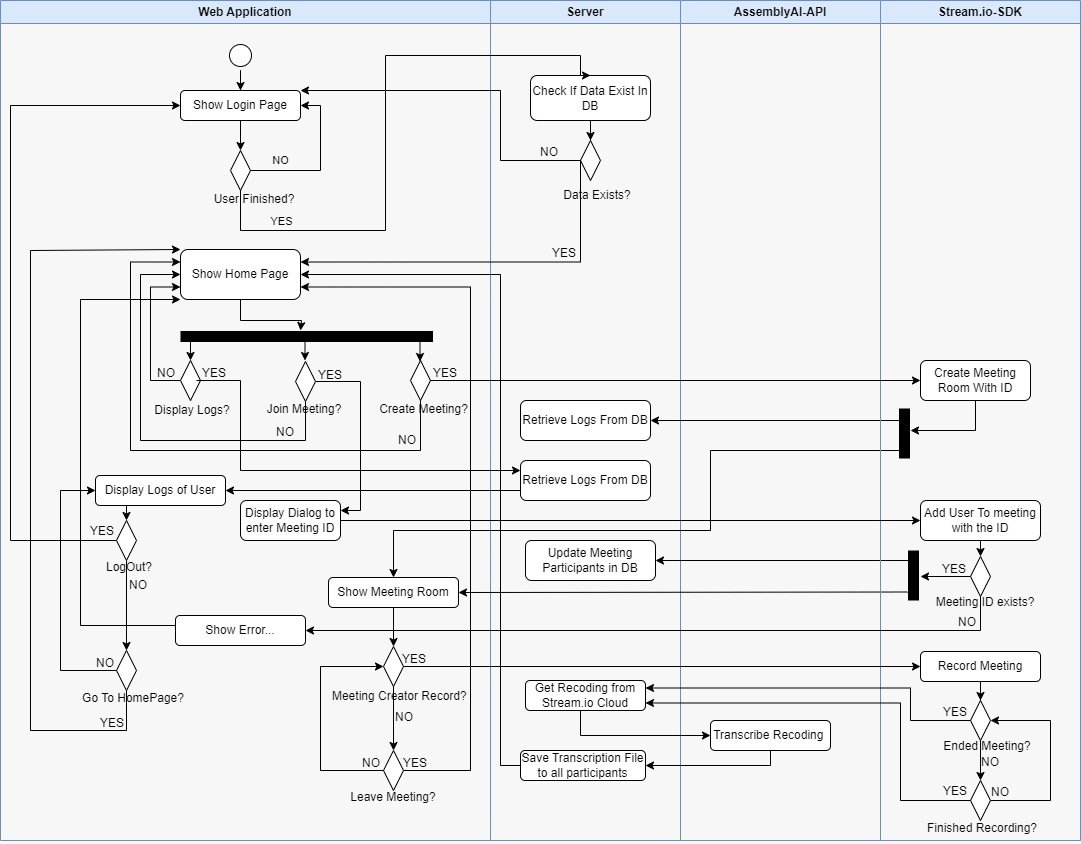 Web Application
Server
AssemblyAI-API
Stream.io-SDK
Show Login Page
Check If Data Exist In
DB
NO
User Finished?
YES
NO
Data Exists?
YES
Show Home Page
NO
YES
Display Logs?
YES
Join Meeting?
NO
YES
Create Meeting?
NO
Create Meeting
Room With ID
Retrieve Logs From DB
Retrieve Logs From DB
Display Logs of User
Display Dialog to
enter Meeting ID
Add User To meeting
with the ID
YES
LogOut?
NO
Update Meeting
Participants in DB
YES
Meeting ID exists?
NO
Show Meeting Room
Show Error...
NO
Go To HomePage?
YES
YES
Meeting Creator Record?
NO
Record Meeting
Get Recoding from
Stream.io Cloud
YES
Ended Meeting?
NO
Transcribe Recoding
Save Transcription File
to all participants
NO
YES
Leave Meeting?
YES
NO
Finished Recording?